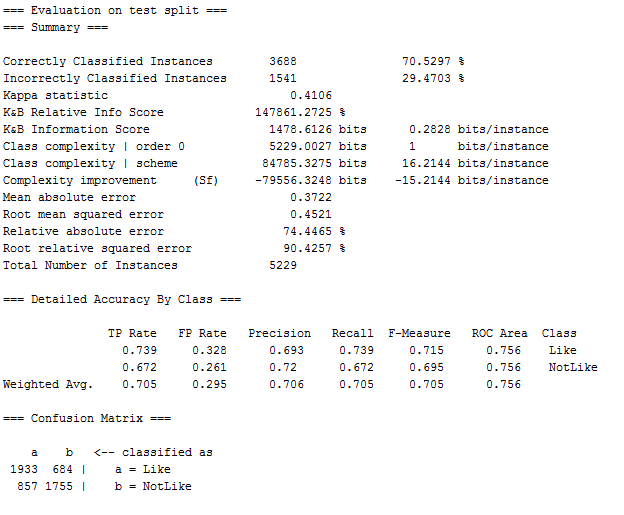 === Evaluation on test split ===
=== Summary ===
Correctly Classified Instances 3688 70.5297 %
Incorrectly Classified Instances 1541 29.4703 %
Kappa statistic 0.4106
K&B Relative Info Score 147861.2725 %
K&B Information Score 1478.6126 bits 0.2828 bits/instance
Class complexity | order 0 5229.0027 bits 1 bits/instance
Class complexity | scheme 84785.3275 bits 16.2144 bits/instance
Complexity improvement (Sf) -79556.3248 bits -15.2144 bits/instance
Mean absolute error 0.3722
Root mean squared error 0.4521
Relative absolute error 74.4465 %
Root relative squared error 90.4257 %
Total Number of Instances 5229
=== Detailed Accuracy By Class ===
TP Rate FP Rate Precision Recall F-Measure ROC Area Class
0.739 0.328 0.693 0.739 0.715 0.756 Like
0.672 0.261 0.72 0.672 0.695 0.756 NotLike
Weighted Avg. 0.705 0.295 0.706 0.705 0.705 0.756
=== Confusion Matrix ===
a b <-- classified as
1933 684 | a = Like
857 1755 | b = NotLike